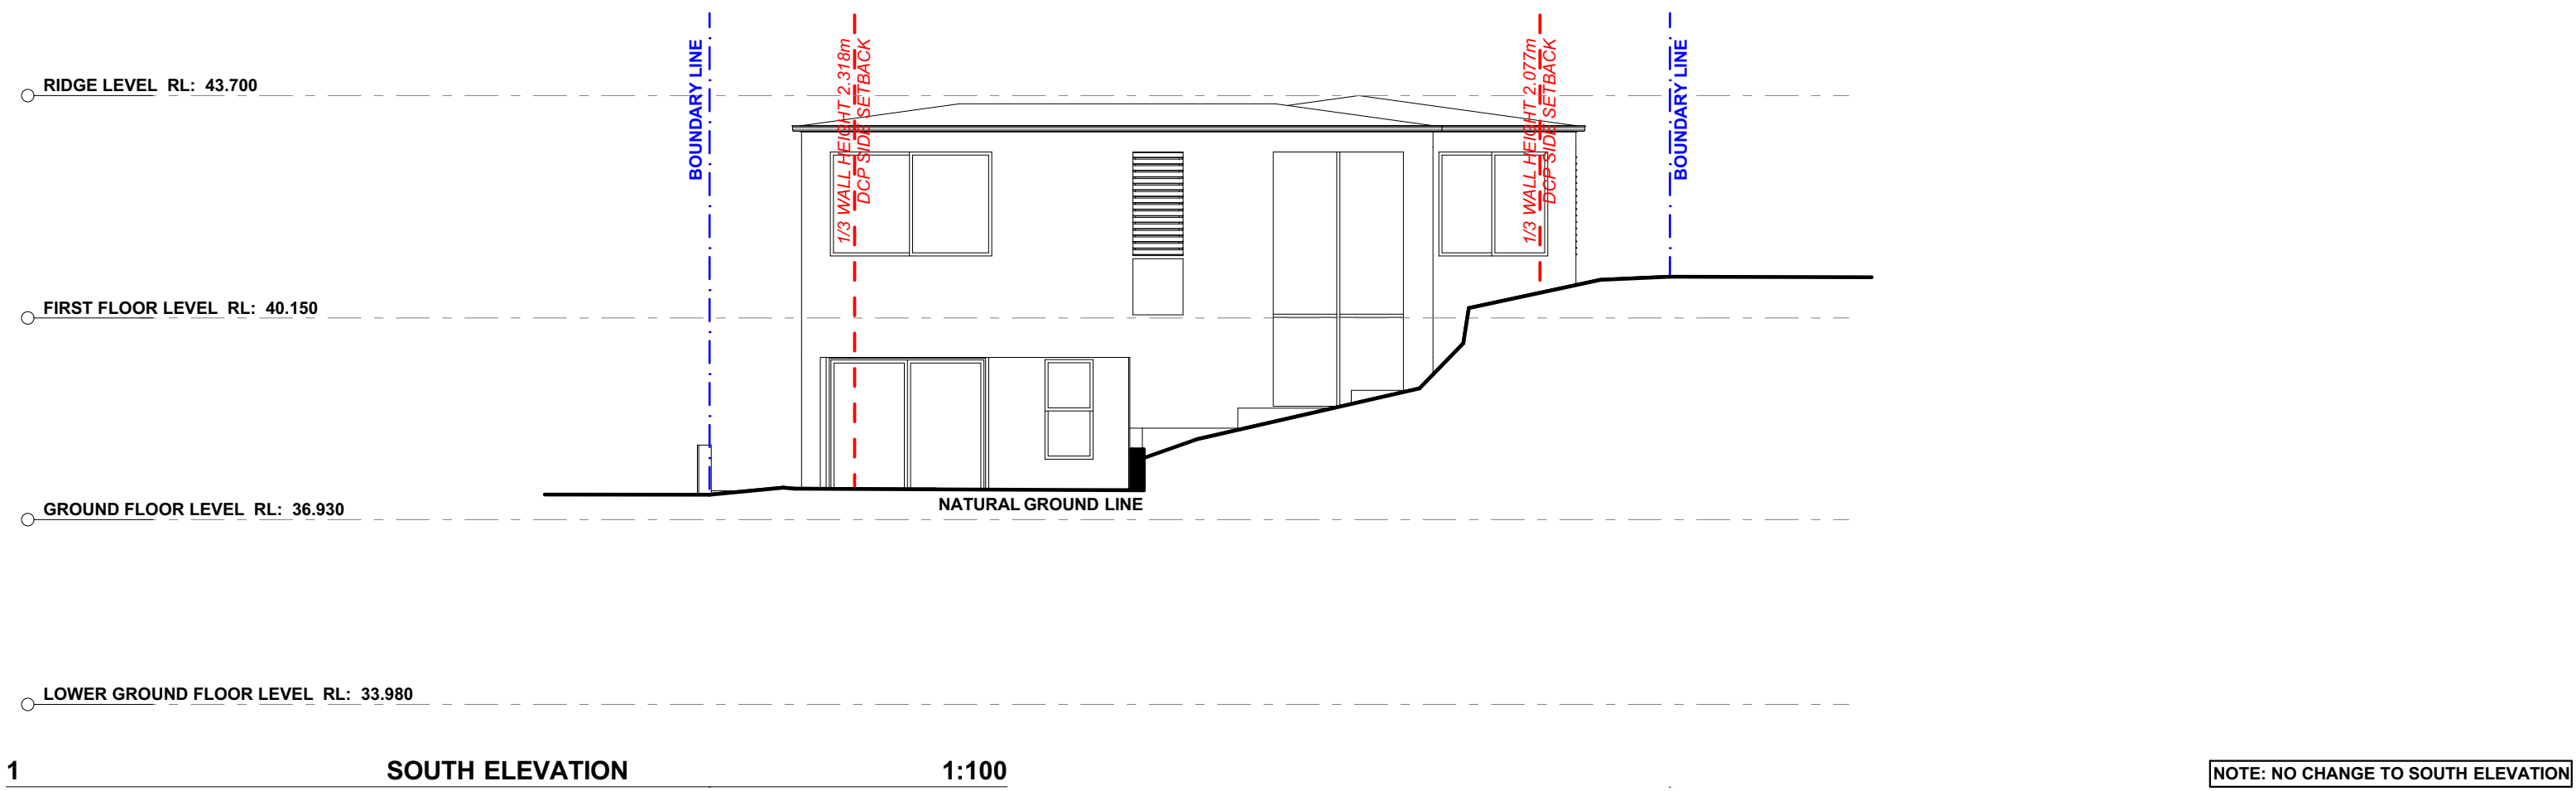 BOUNDARY LINE
1/3 WALL HEIGHT 2.318m
DCP SIDE SETBACK
1/3 WALL HEIGHT 2.077m
DCP SIDE SETBACK
BOUNDARY LINE
RIDGE LEVEL RL: 43.700
FIRST FLOOR LEVEL RL: 40.150
GROUND FLOOR LEVEL RL: 36.930
NATURAL GROUND LINE
LOWER GROUND FLOOR LEVEL RL: 33.980
1 SOUTH ELEVATION 1:100
NOTE: NO CHANGE TO SOUTH ELEVATION